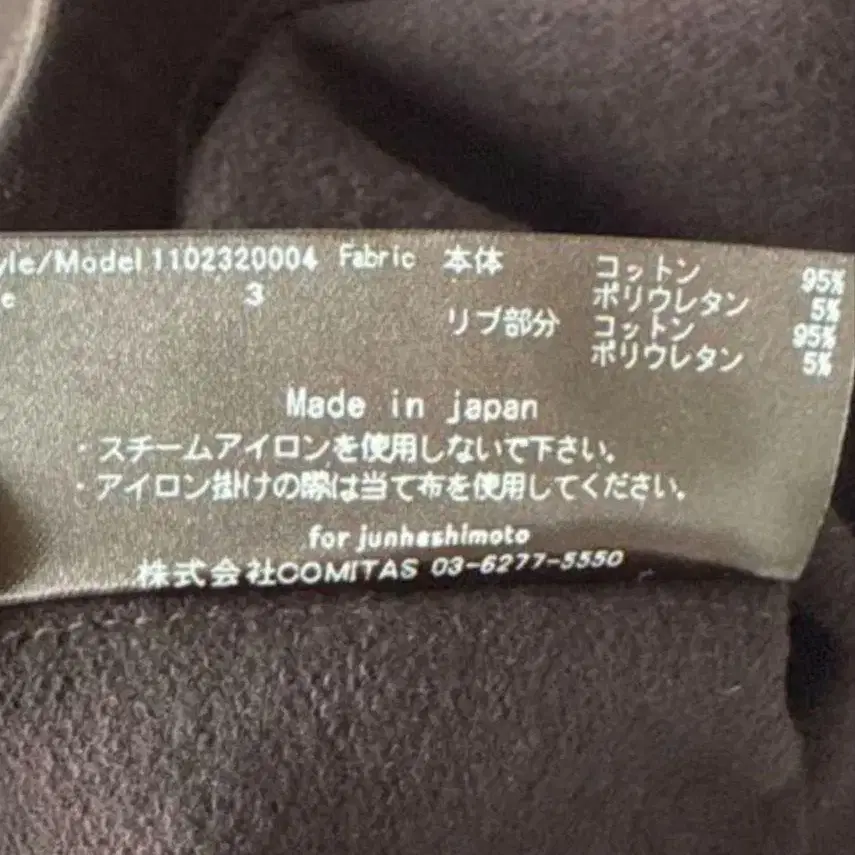 yle/Model 1102320004 Fabric 本体 コットン 95%
e 3 ポリウレタン 5%
リブ部分 コットン 95%
ポリウレタン 5%
Made in japan
・スチームアイロンを使用しないで下さい。
・アイロン掛けの際は当て布を使用してください。
for junhashimoto
株式会社COMITAS 03-6277-5550